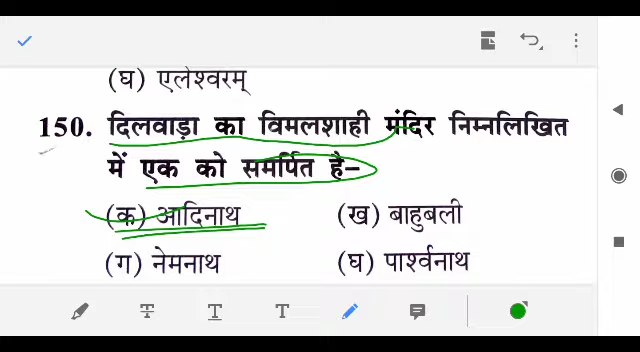 (घ) एलेश्वरम्
150. दिलवाड़ा का विमलशाही मंदिर निम्नलिखित
में एक को समर्पित है–
(क) आदिनाथ (ख) बाहुबली
(ग) नेमनाथ (घ) पार्श्वनाथ